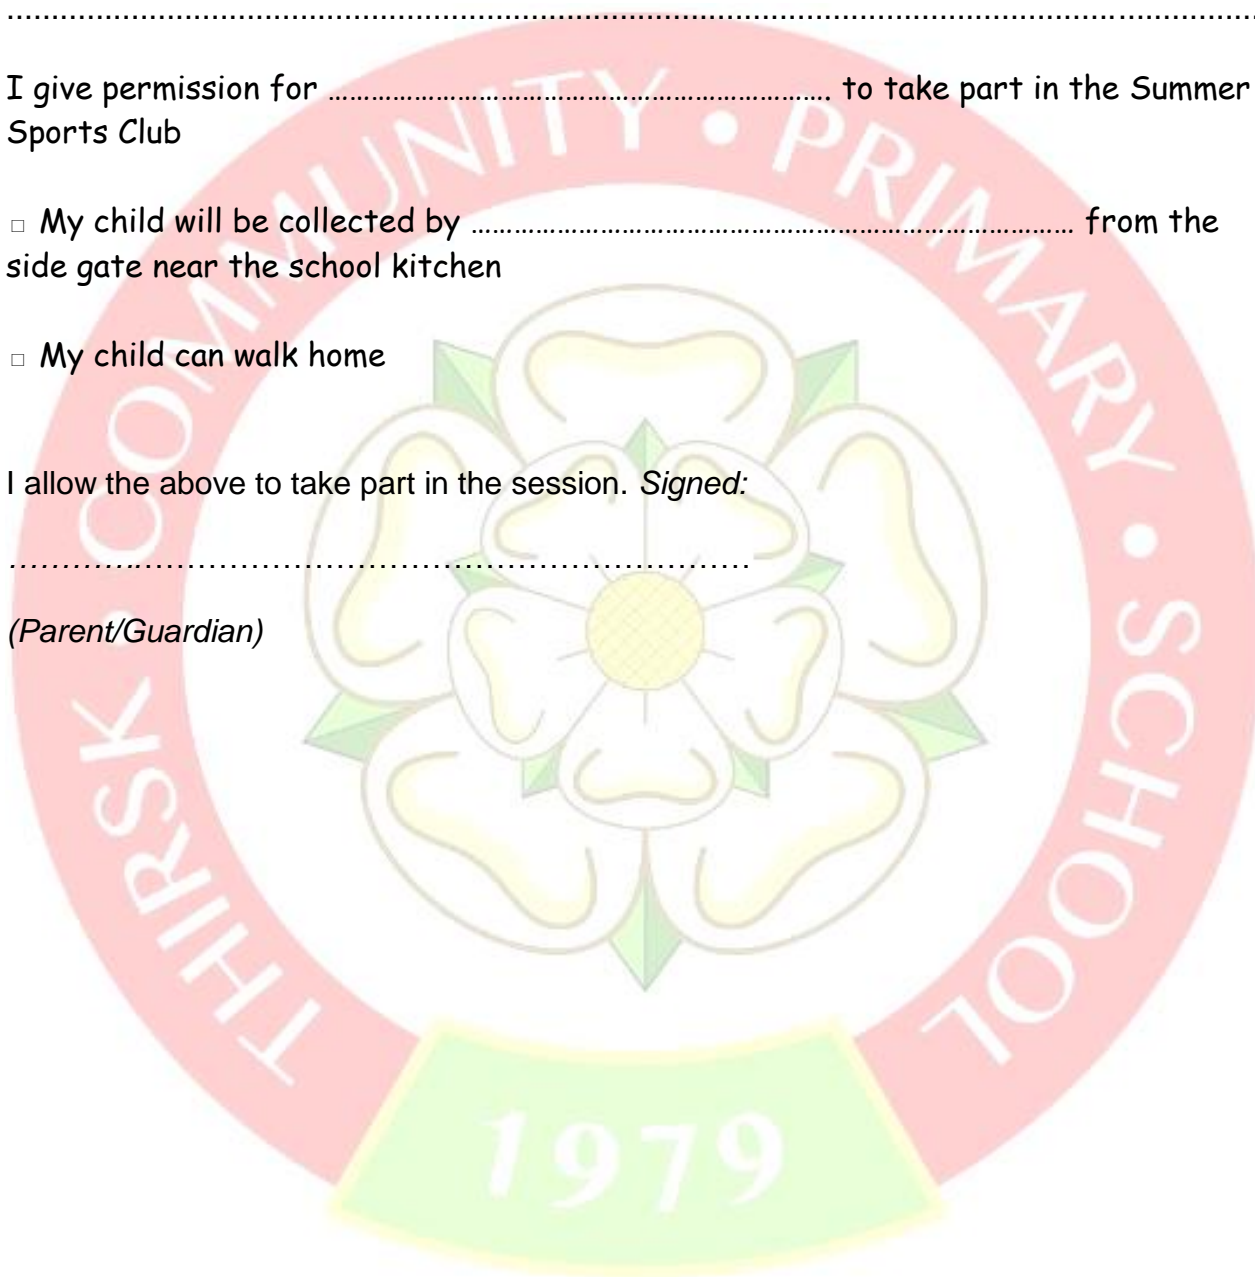 ………………………………………………………………………………………………………………………………
I give permission for ……………………………………………………………. to take part in the Summer
Sports Club
□ My child will be collected by ………………………………………………………………………… from the
side gate near the school kitchen
□ My child can walk home
I allow the above to take part in the session. Signed:
…………..……………………………………………………………
(Parent/Guardian)
THIRSK • COMMUNITY • PRIMARY • SCHOOL
1979